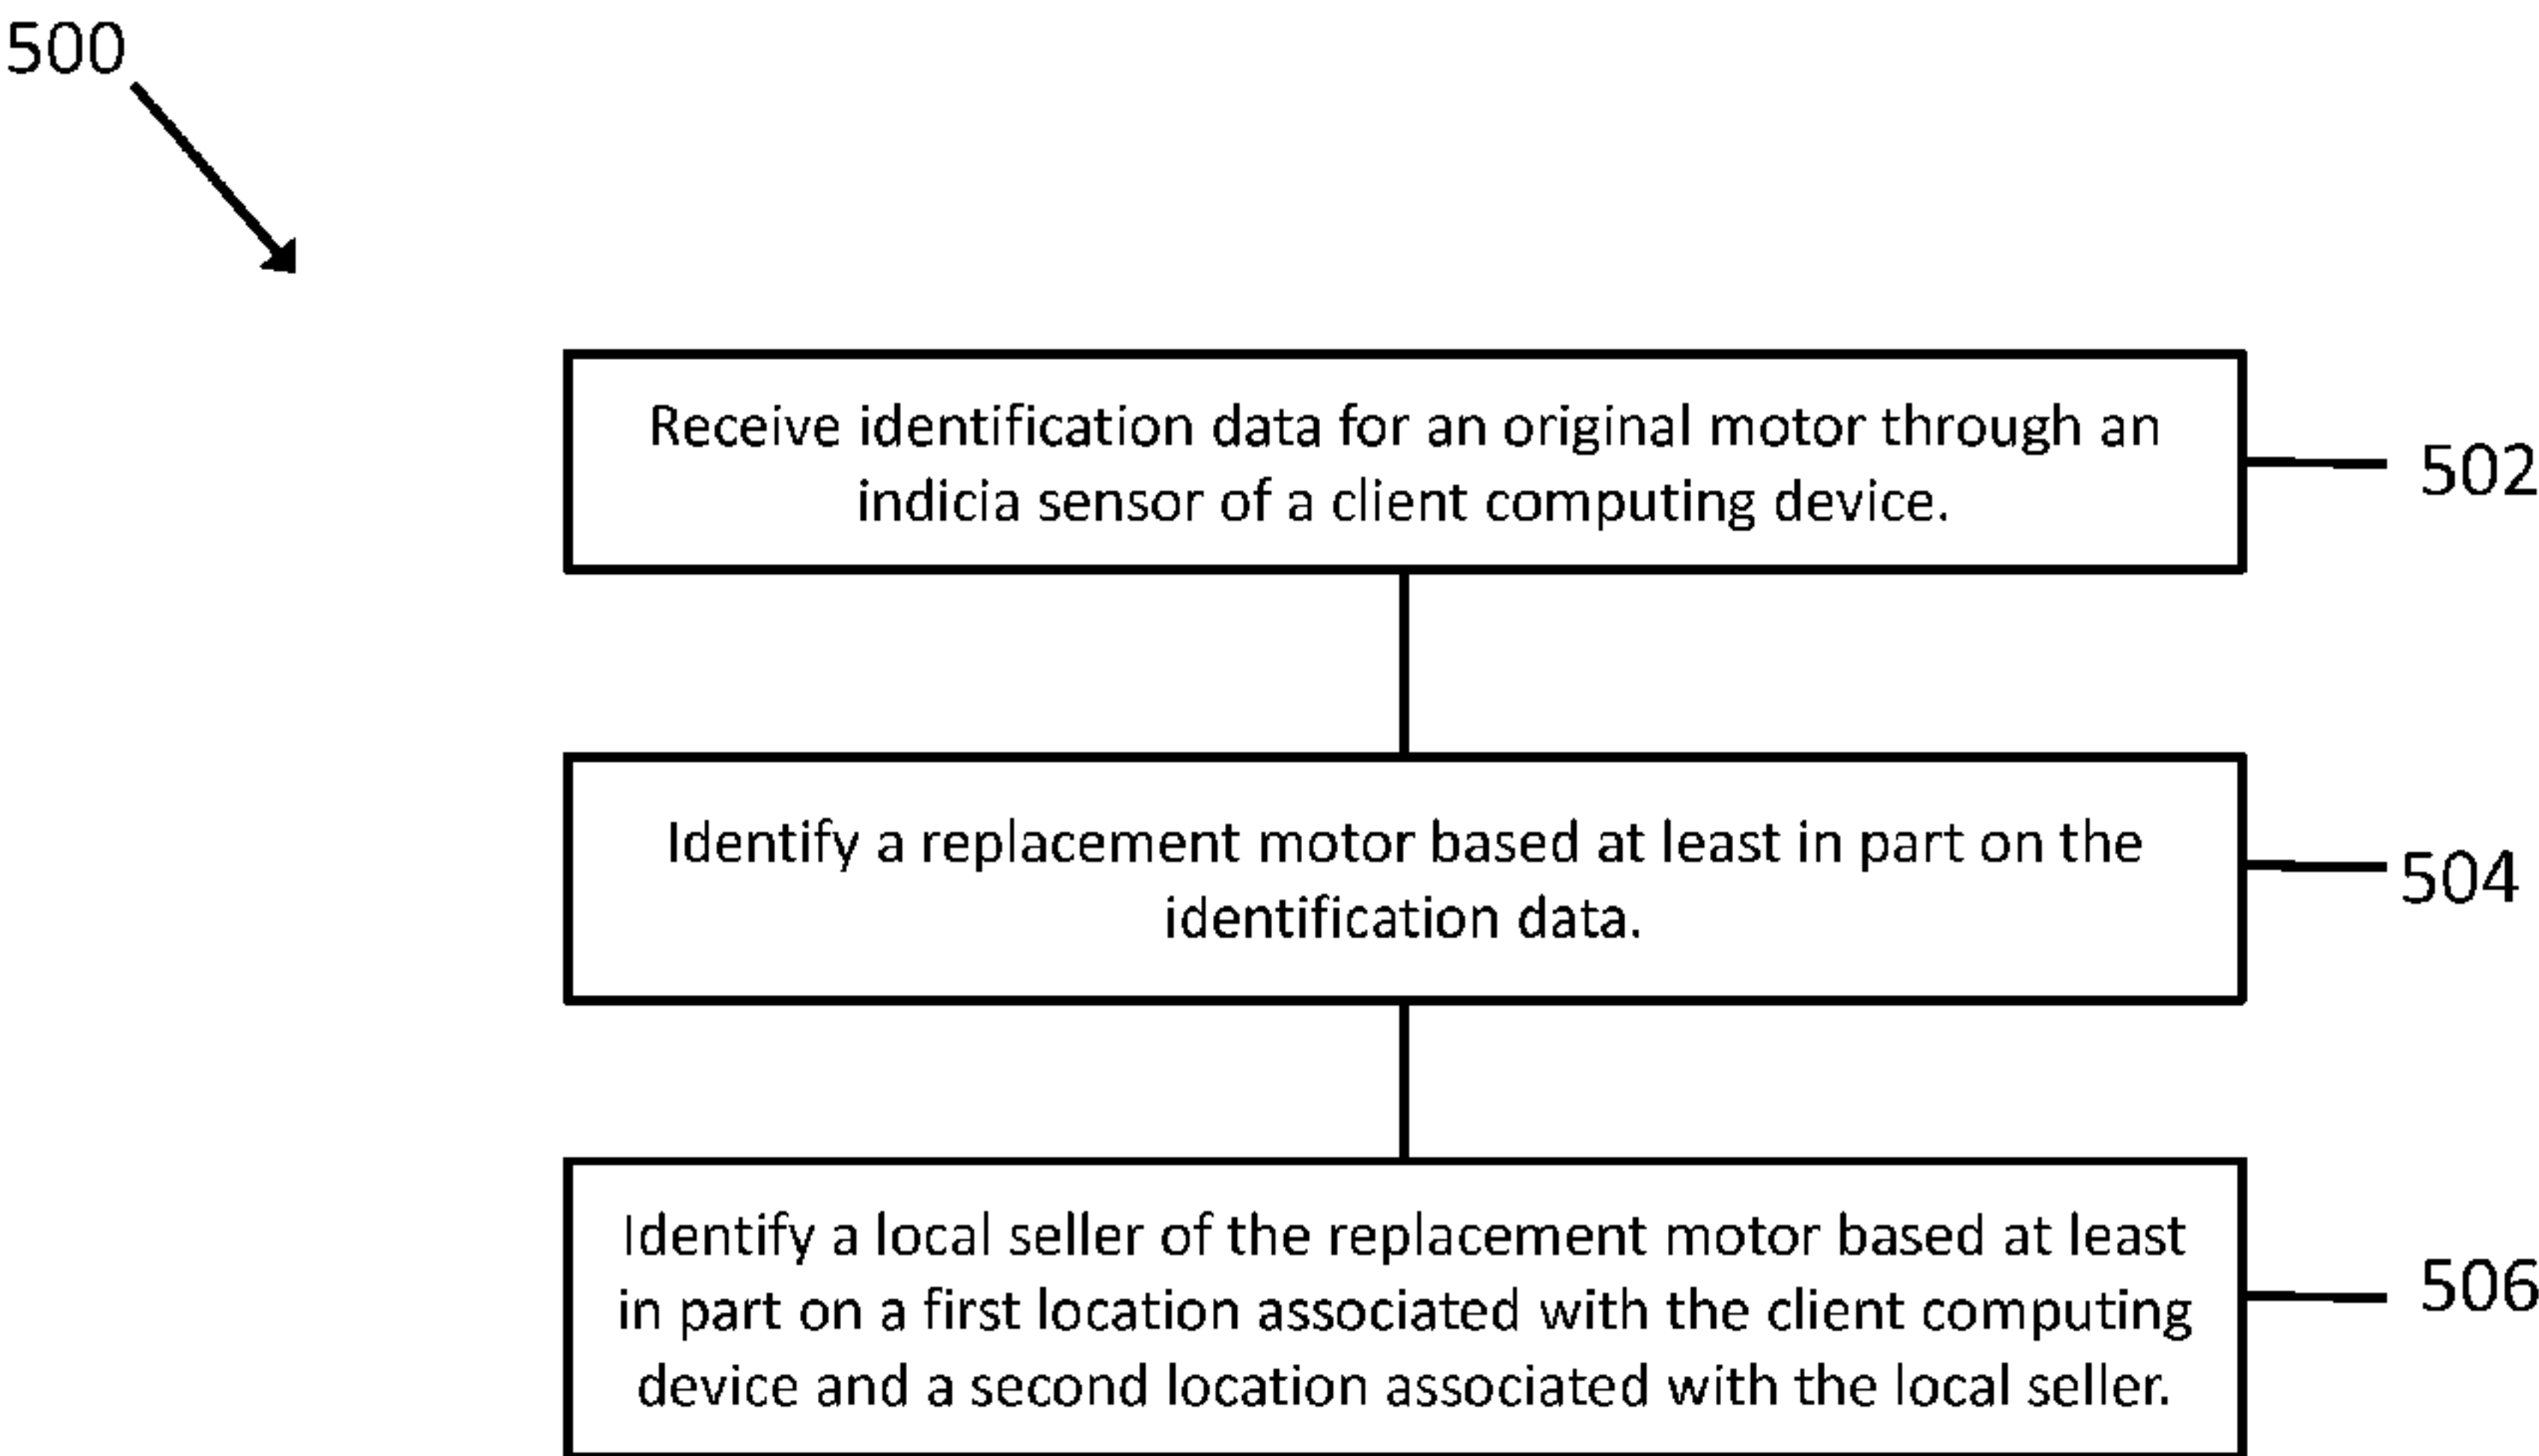 500
Receive identification data for an original motor through an
indicia sensor of a client computing device.
502
Identify a replacement motor based at least in part on the
identification data.
504
Identify a local seller of the replacement motor based at least
in part on a first location associated with the client computing
device and a second location associated with the local seller.
506